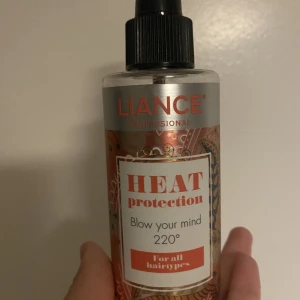 LIANCE
PROFESSIONAL
HEAT
protection
Blow your mind
220°
For all
hairtypes.